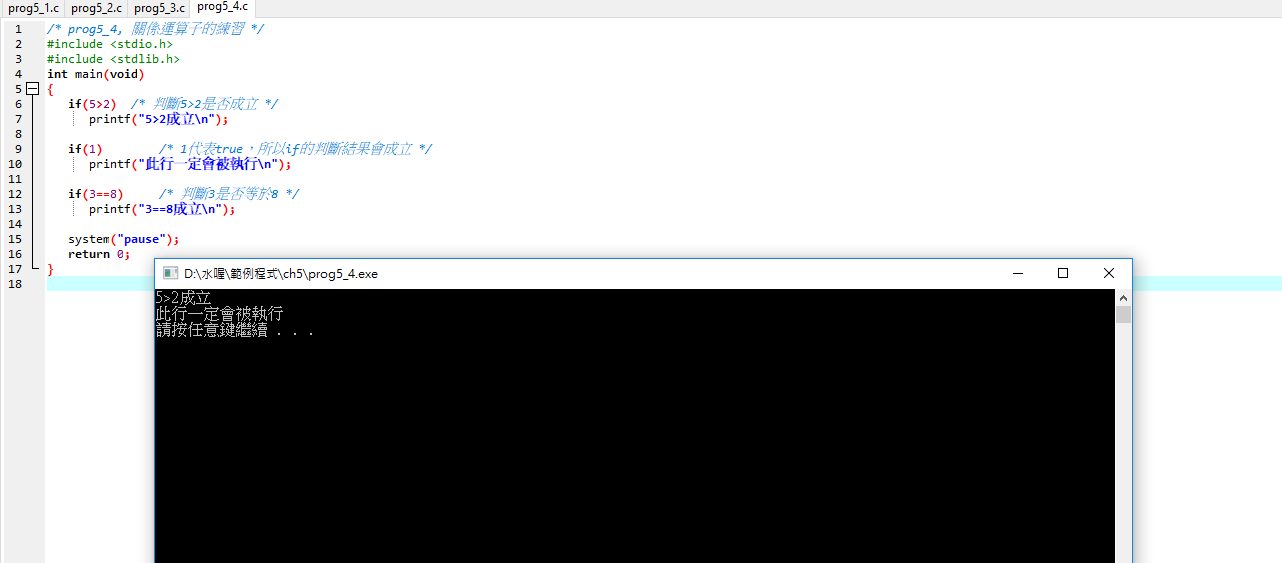 prog5_1.c prog5_2.c prog5_3.c prog5_4.c
1 /* prog5_4, 關係運算子的練習 */
2 #include <stdio.h>
3 #include <stdlib.h>
4 int main(void)
5 {
6 if(5>2) /* 判斷5>2是否成立 */
7 printf("5>2成立\n");
8
9 if(1) /* 1代表true，所以if的判斷結果會成立 */
10 printf("此行一定會被執行\n");
11
12 if(3==8) /* 判斷3是否等於8 */
13 printf("3==8成立\n");
14
15 system("pause");
16 return 0;
17 }
18
D:\水喔\範例程式\ch5\prog5_4.exe
5>2成立
此行一定會被執行
請按任意鍵繼續 . . .